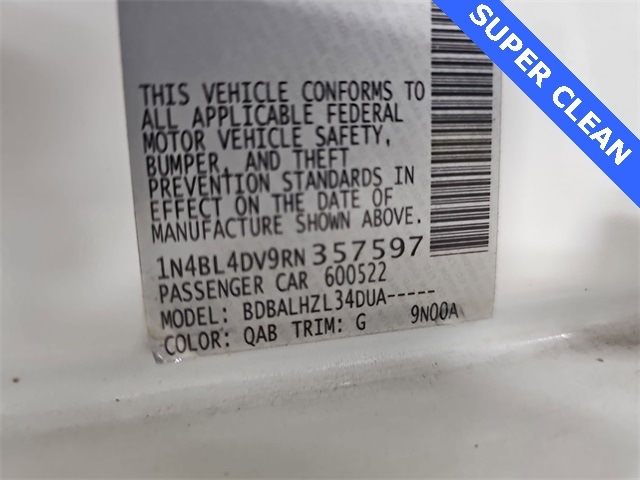 SUPER CLEAN
THIS VEHICLE CONFORMS TO
ALL APPLICABLE FEDERAL
MOTOR VEHICLE SAFETY,
BUMPER, AND THEFT
PREVENTION STANDARDS IN
EFFECT ON THE DATE OF
MANUFACTURE SHOWN ABOVE.
1N4BL4DV9RN357597
PASSENGER CAR 600522
MODEL: BDBALHZL34DUA-----
COLOR: QAB TRIM: G 9N00A